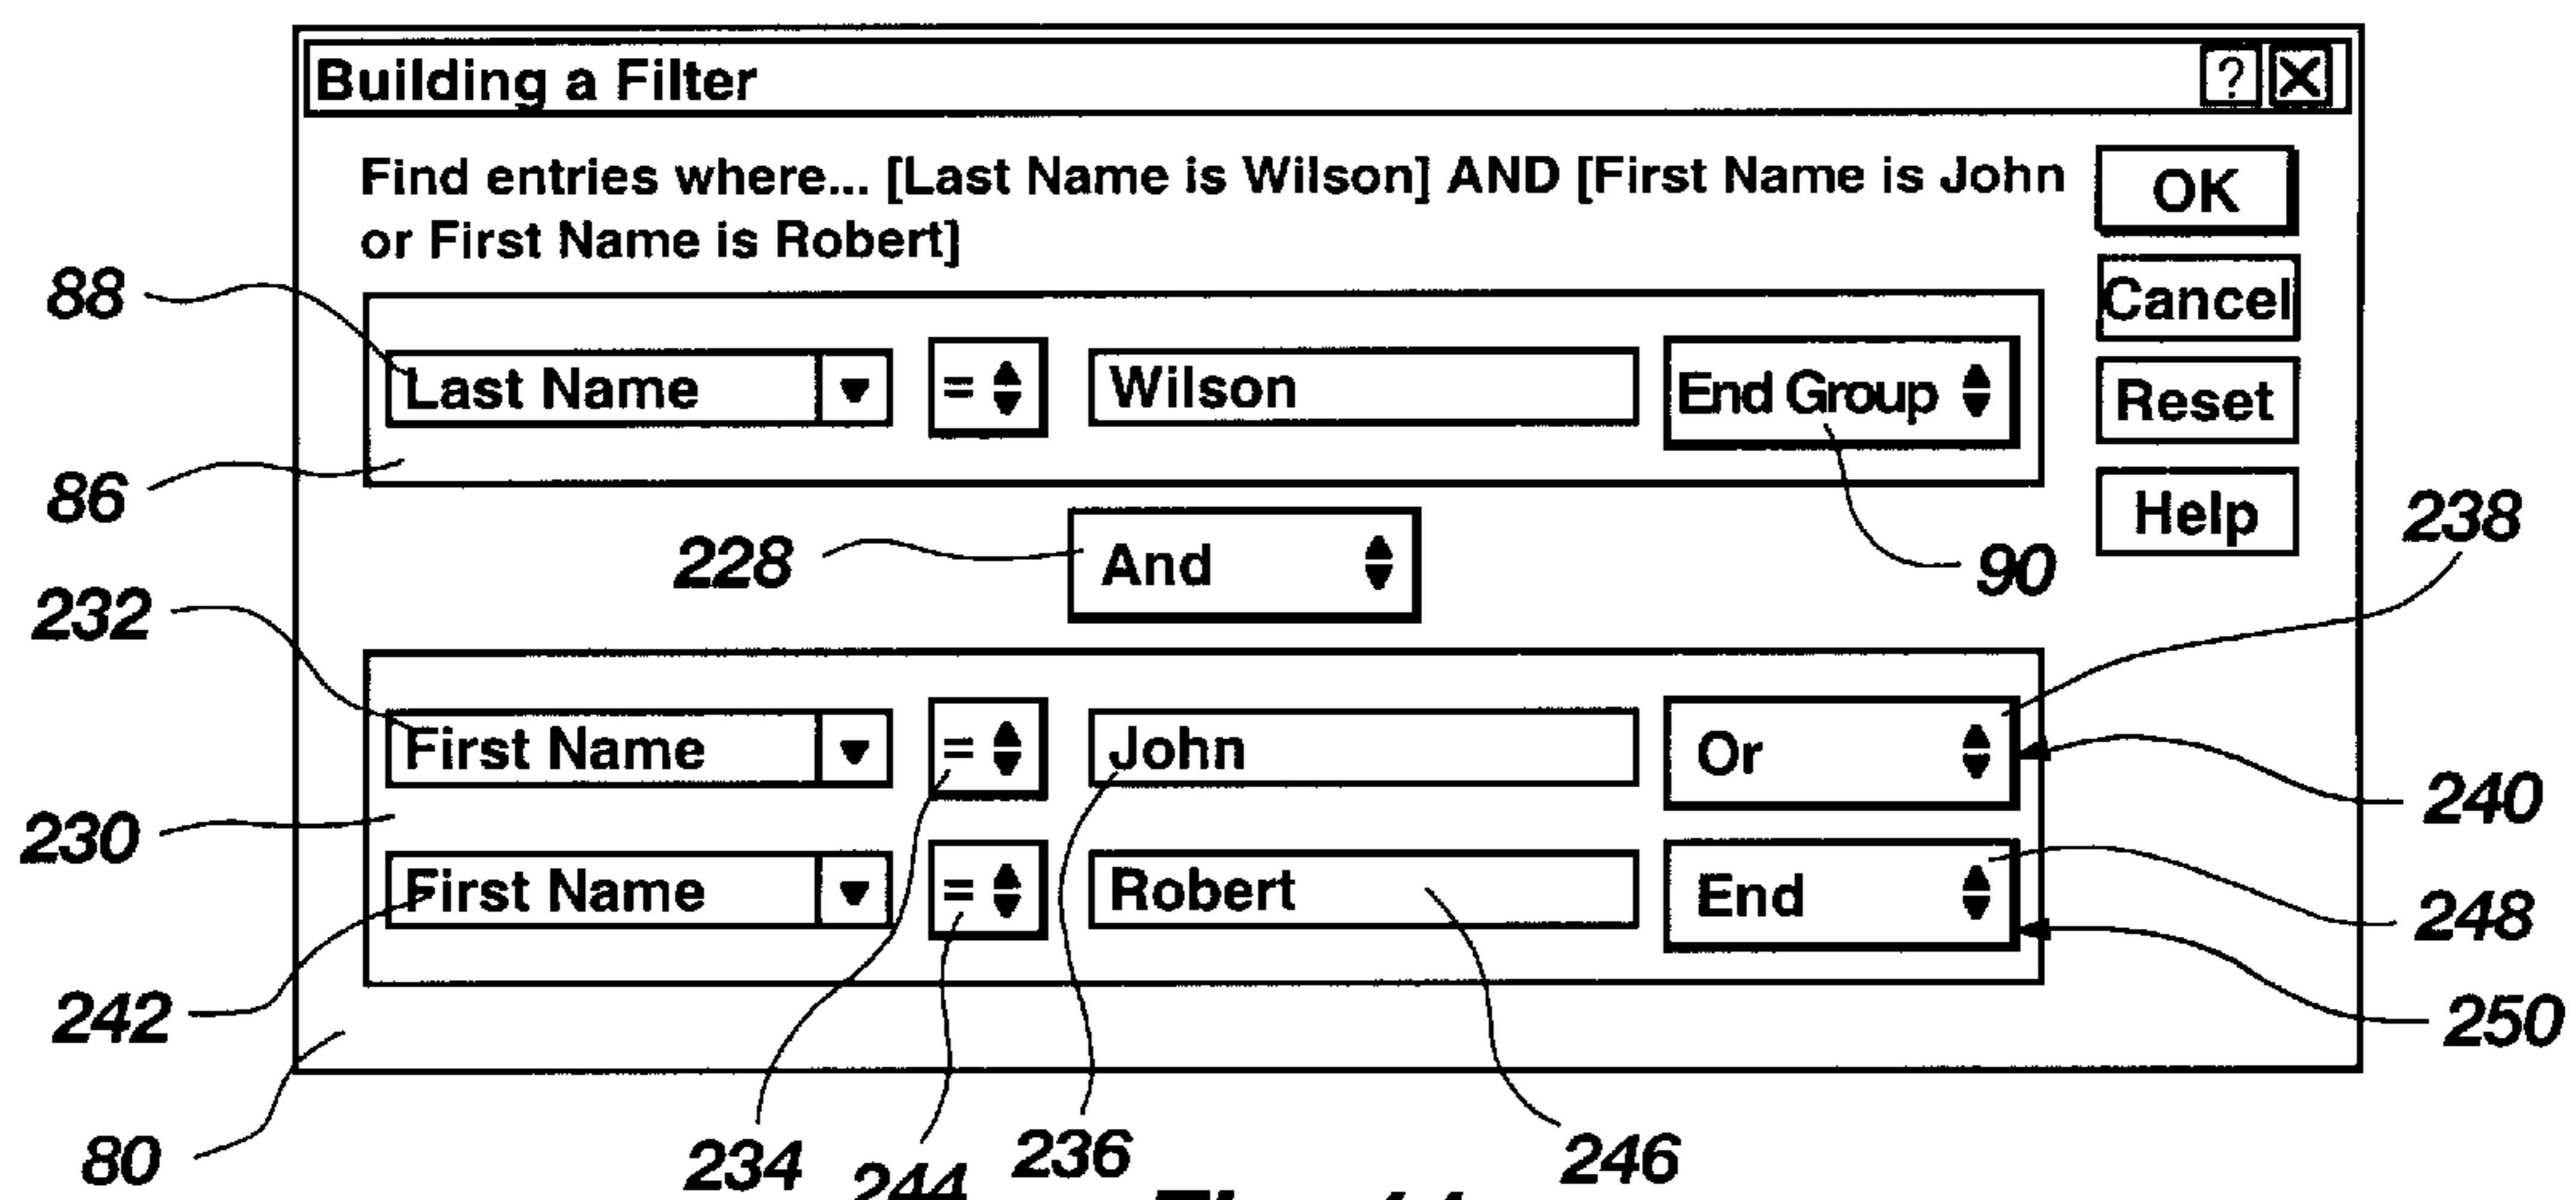 Building a Filter ? X
Find entries where... [Last Name is Wilson] AND [First Name is John
or First Name is Robert]
OK
Cancel
Reset
Help
88
Last Name = Wilson End Group
86
90
228 And
238
232
First Name = John Or
240
230
First Name = Robert End
248
242
250
80
234
244
236
246